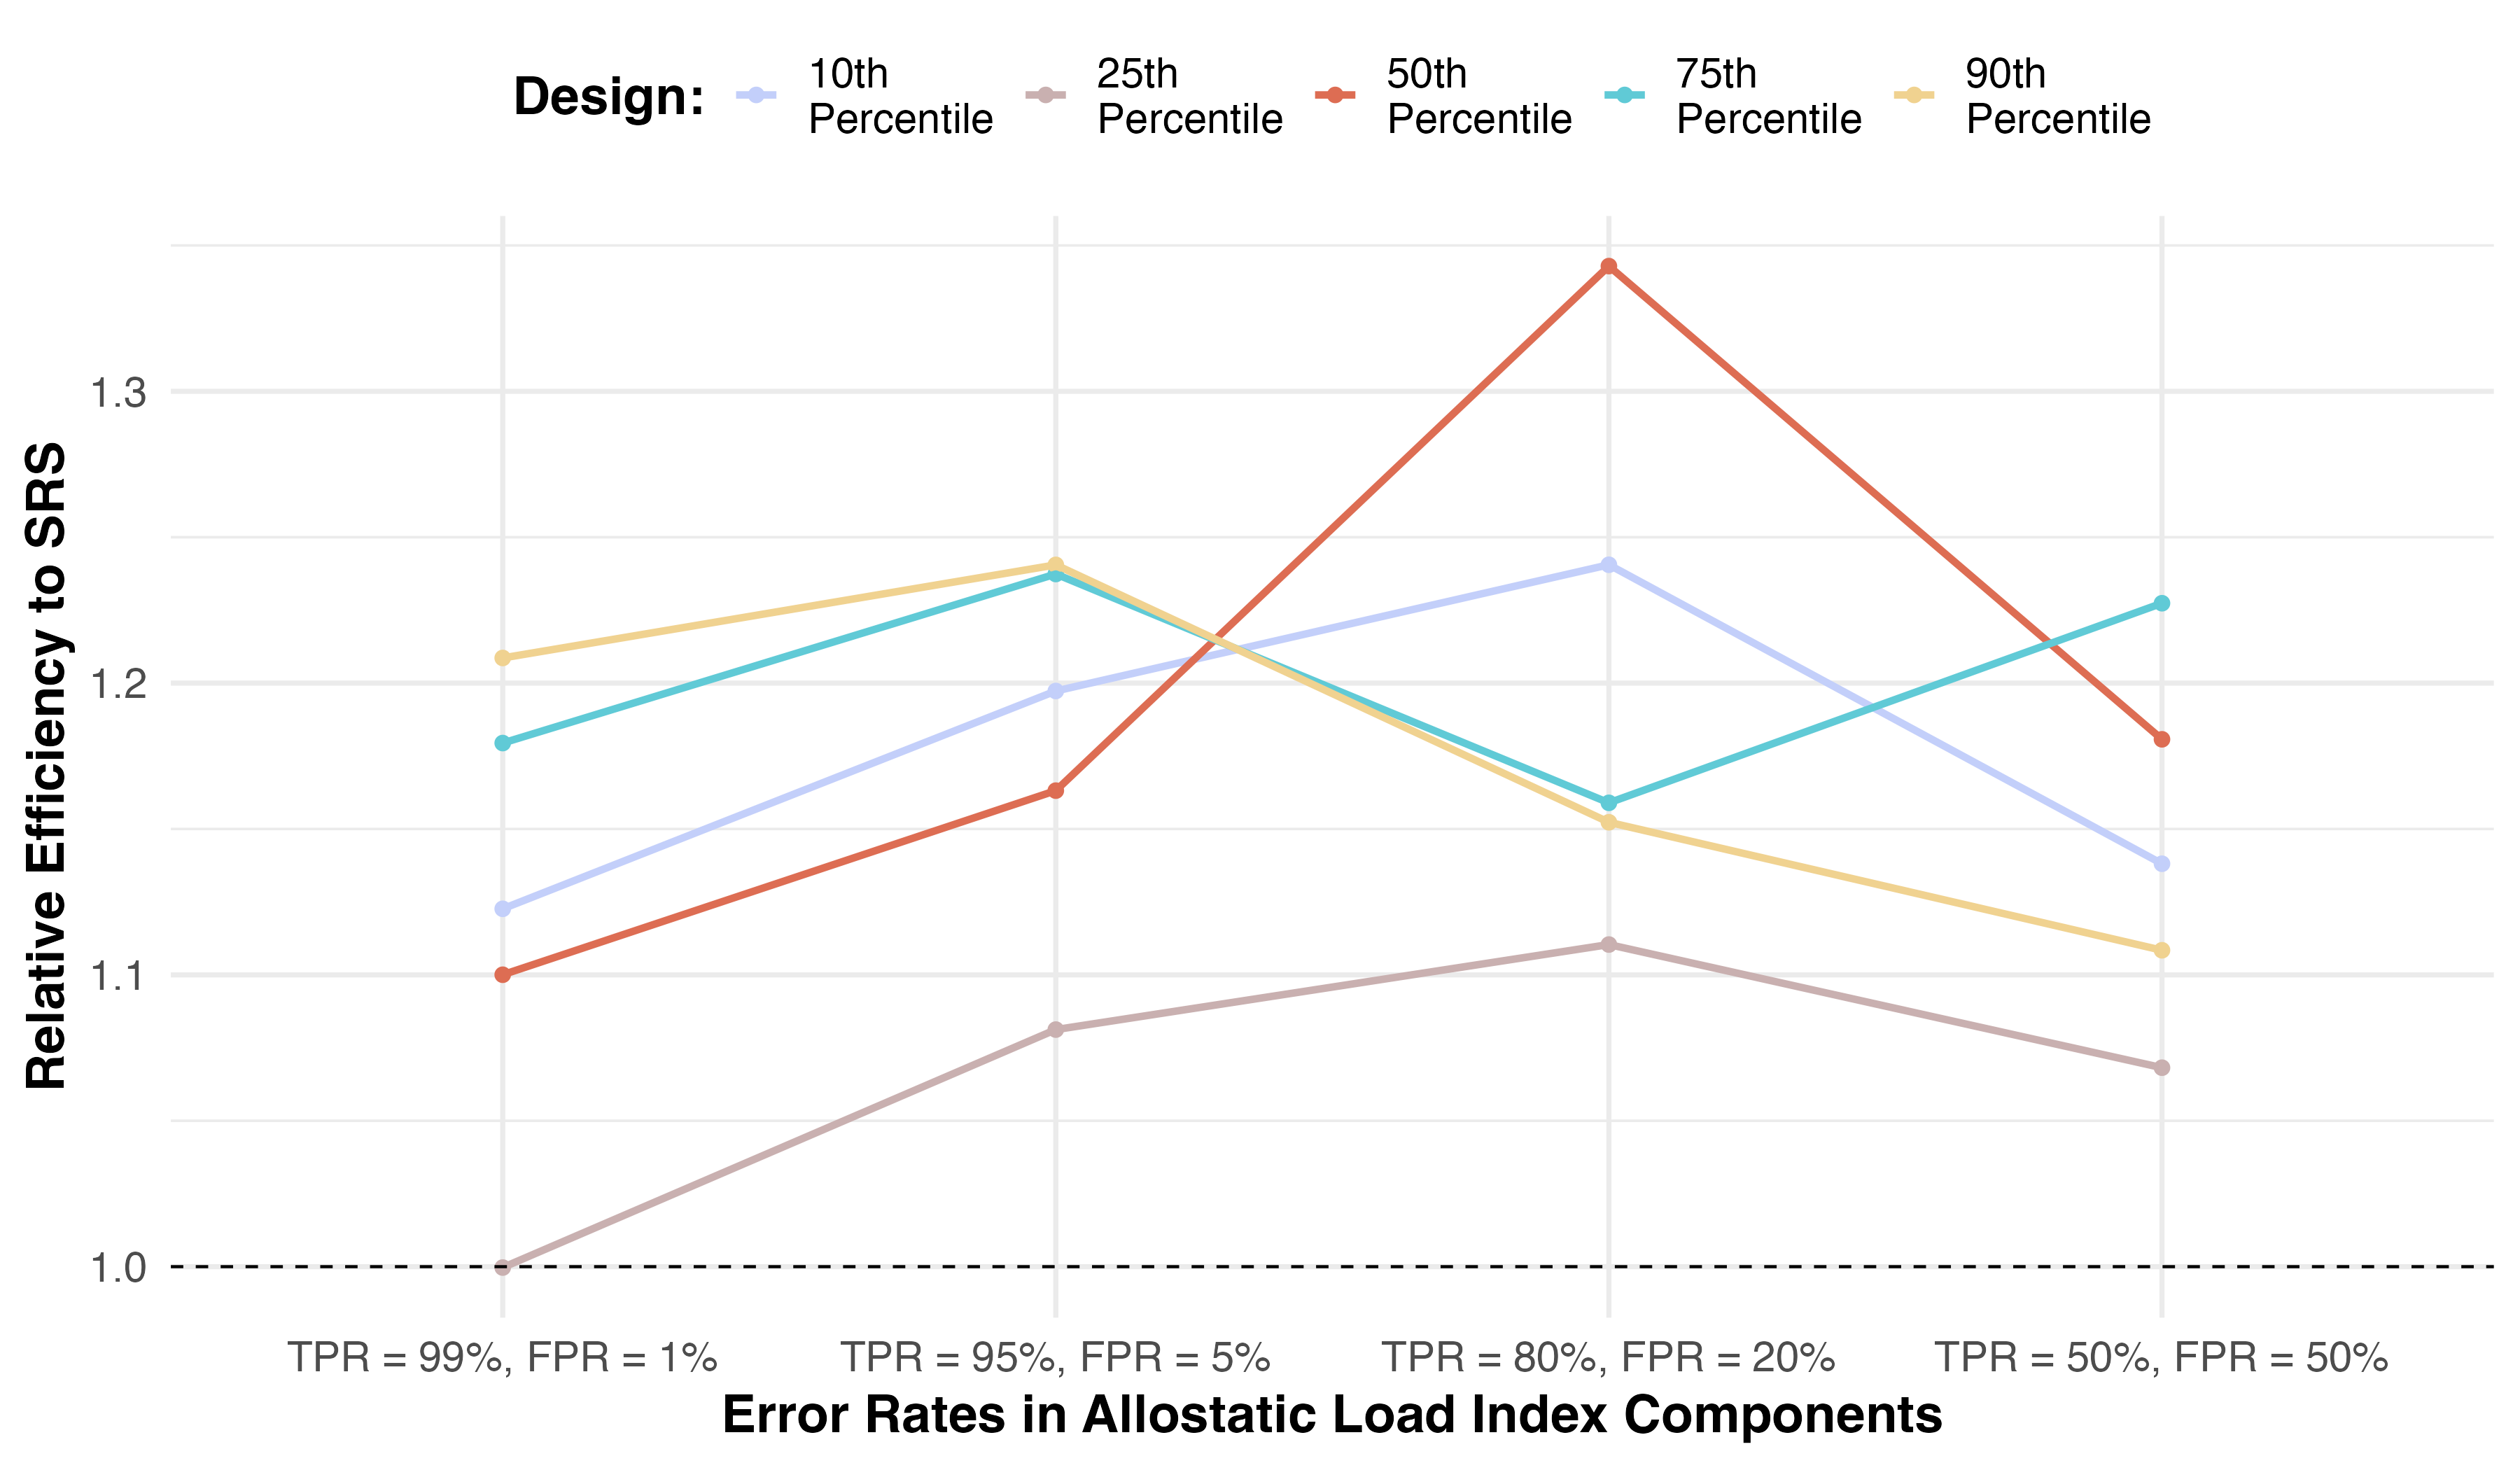 Design:
10th
Percentile
25th
Percentile
50th
Percentile
75th
Percentile
90th
Percentile
Relative Efficiency to SRS
1.3
1.2
1.1
1.0
TPR = 99%, FPR = 1%
TPR = 95%, FPR = 5%
TPR = 80%, FPR = 20%
TPR = 50%, FPR = 50%
Error Rates in Allostatic Load Index Components